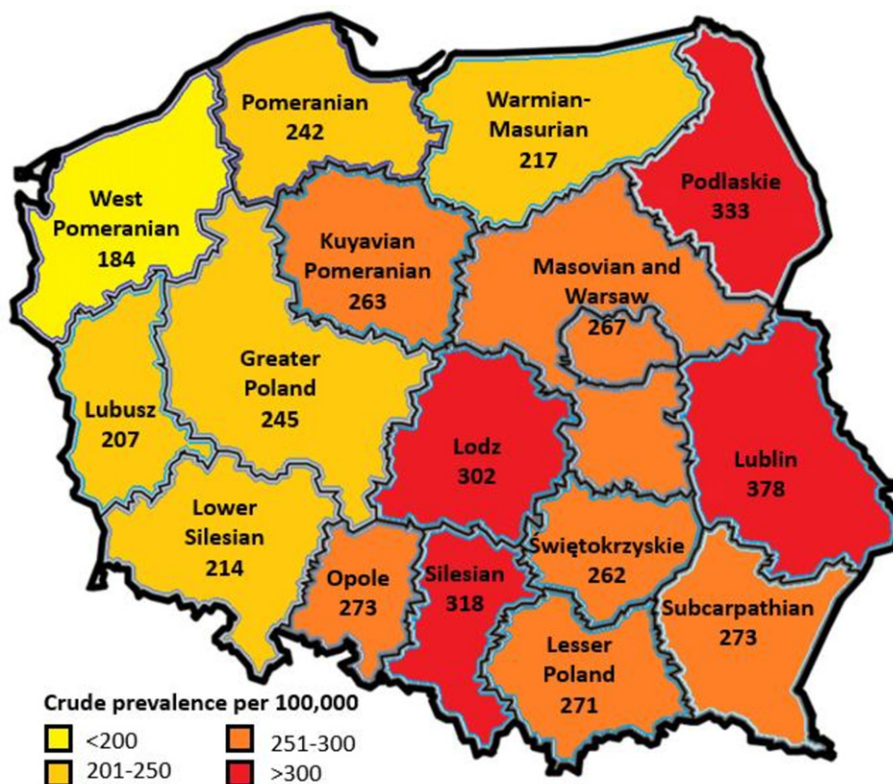 Pomeranian
242
Warmian-
Masurian
217
Podlaskie
333
West
Pomeranian
184
Kuyavian
Pomeranian
263
Masovian and
Warsaw
267
Greater
Poland
245
Lubusz
207
Lodz
302
Lublin
378
Lower
Silesian
214
Opole
273
Silesian
318
Świętokrzyskie
262
Subcarpathian
273
Lesser
Poland
271
Crude prevalence per 100,000
<200
251-300
201-250
>300